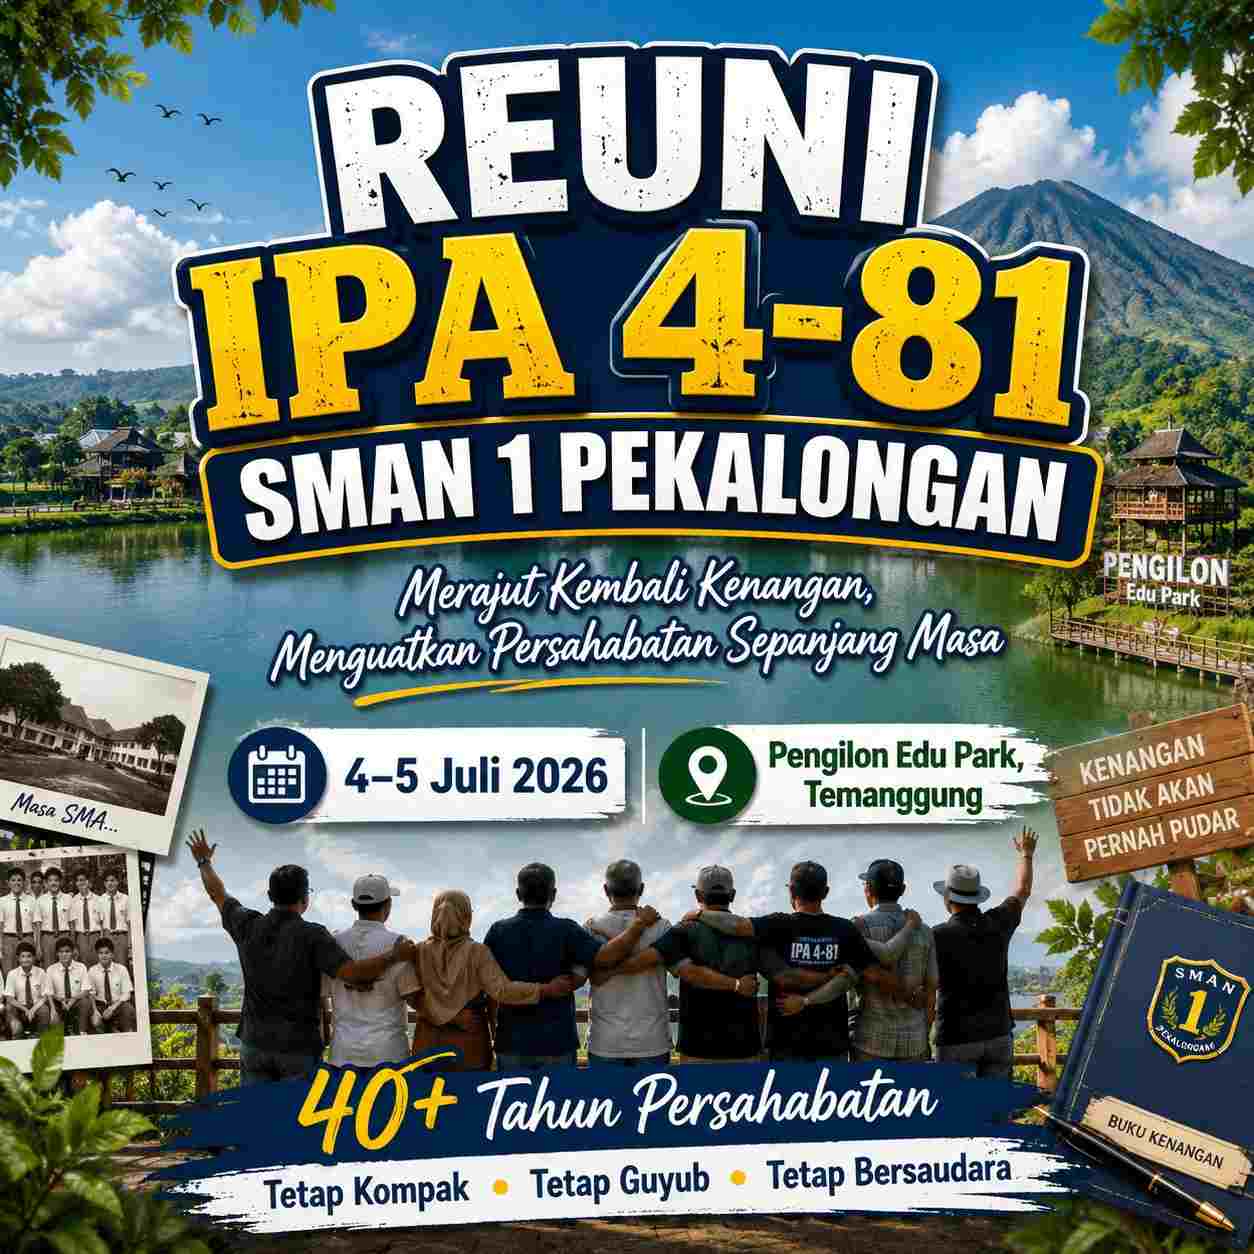 REUNI
IPA 4-81
SMAN 1 PEKALONGAN
Merajut Kembali Kenangan,
Menguatkan Persahabatan Sepanjang Masa
PENGILON
Edu Park
4–5 Juli 2026
Pengilon Edu Park,
Temanggung
Masa SMA...
KENANGAN
TIDAK AKAN
PERNAH PUDAR
IPA 4-81
SMAN
1
PEKALONGAN
BUKU KENANGAN
40+ Tahun Persahabatan
Tetap Kompak • Tetap Guyub • Tetap Bersaudara